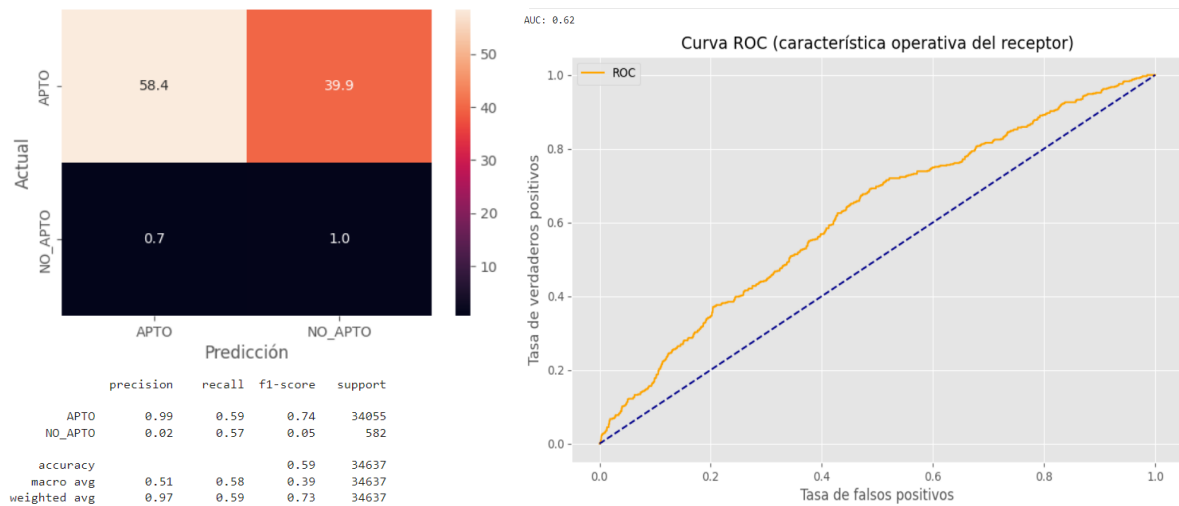 58.4 39.9
0.7 1.0
APTO
NO_APTO
Actual
APTO NO_APTO
Predicción
50
40
30
20
10
precision recall f1-score support
APTO 0.99 0.59 0.74 34055
NO_APTO 0.02 0.57 0.05 582
accuracy 0.59 34637
macro avg 0.51 0.58 0.39 34637
weighted avg 0.97 0.59 0.73 34637
AUC: 0.62
Curva ROC (característica operativa del receptor)
ROC
1.0
0.8
0.6
0.4
0.2
0.0
Tasa de verdaderos positivos
0.0 0.2 0.4 0.6 0.8 1.0
Tasa de falsos positivos